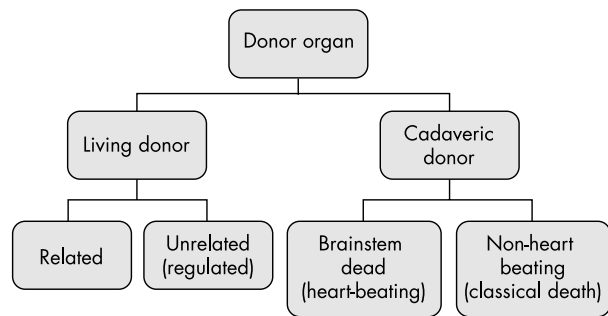 Donor organ
Living donor
Cadaveric
donor
Related
Unrelated
(regulated)
Brainstem
dead
(heart-beating)
Non-heart
beating
(classical death)